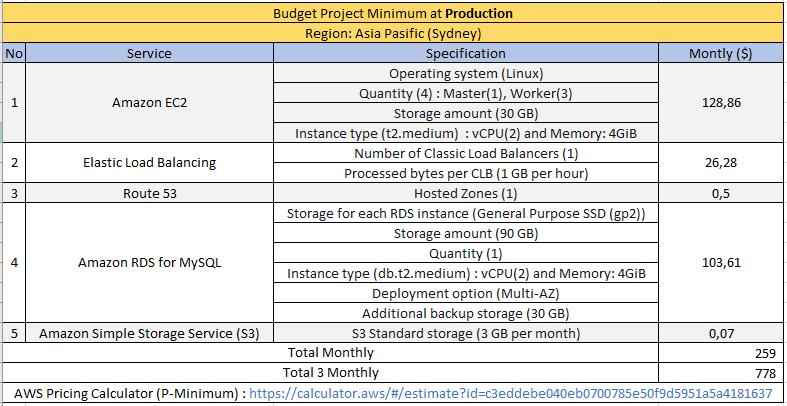 Budget Project Minimum at Production
Region: Asia Pasific (Sydney)
No Service Specification Montly ($)
1 Amazon EC2 128,86
Operating system (Linux)
Quantity (4) : Master(1), Worker(3)
Storage amount (30 GB)
Instance type (t2.medium) : vCPU(2) and Memory: 4GiB
2 Elastic Load Balancing 26,28
Number of Classic Load Balancers (1)
Processed bytes per CLB (1 GB per hour)
3 Route 53 Hosted Zones (1) 0,5
4 Amazon RDS for MySQL 103,61
Storage for each RDS instance (General Purpose SSD (gp2))
Storage amount (90 GB)
Quantity (1)
Instance type (db.t2.medium) : vCPU(2) and Memory: 4GiB
Deployment option (Multi-AZ)
Additional backup storage (30 GB)
5 Amazon Simple Storage Service (S3) S3 Standard storage (3 GB per month) 0,07
Total Monthly 259
Total 3 Monthly 778
AWS Pricing Calculator (P-Minimum) : https://calculator.aws/#/estimate?id=c3eddebe040eb0700785e50f9d5951a5a4181637